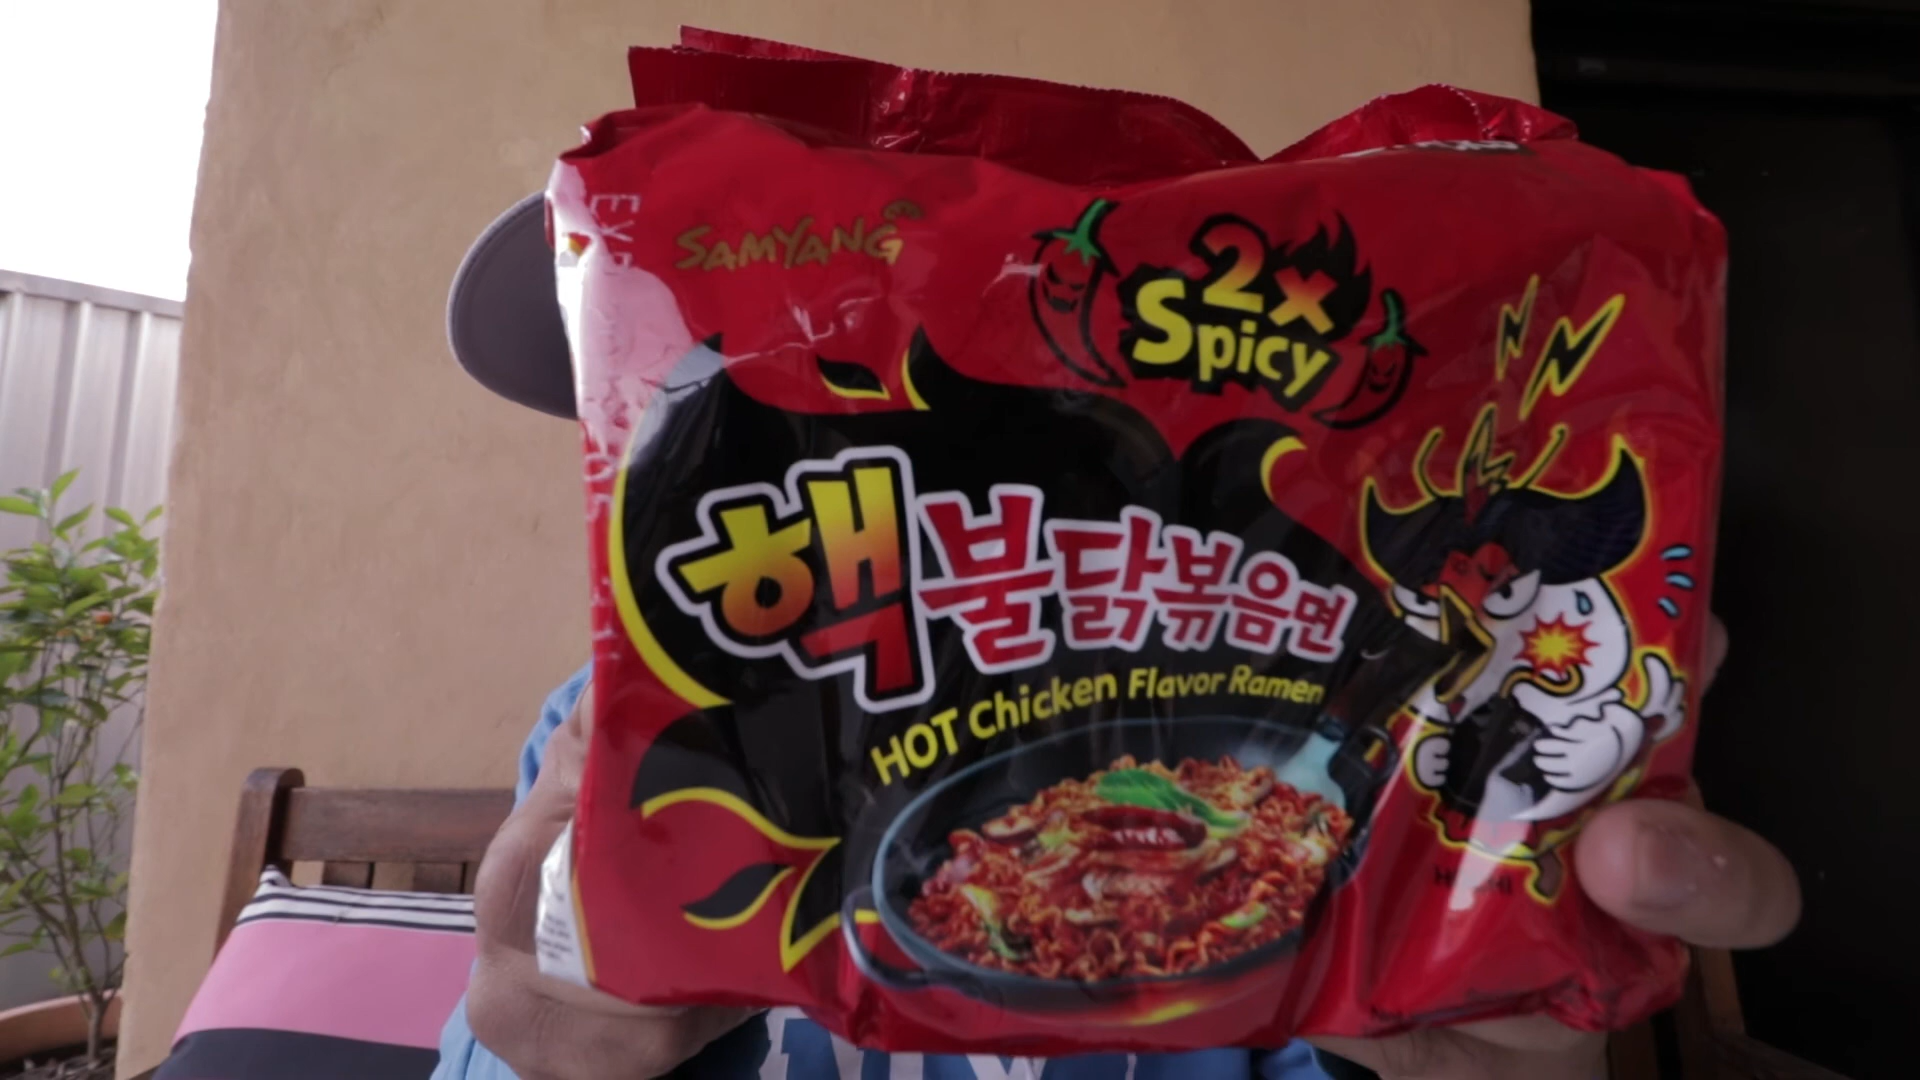 SAMYANG
2x
Spicy
핵불닭볶음면
HOT Chicken Flavor Ramen